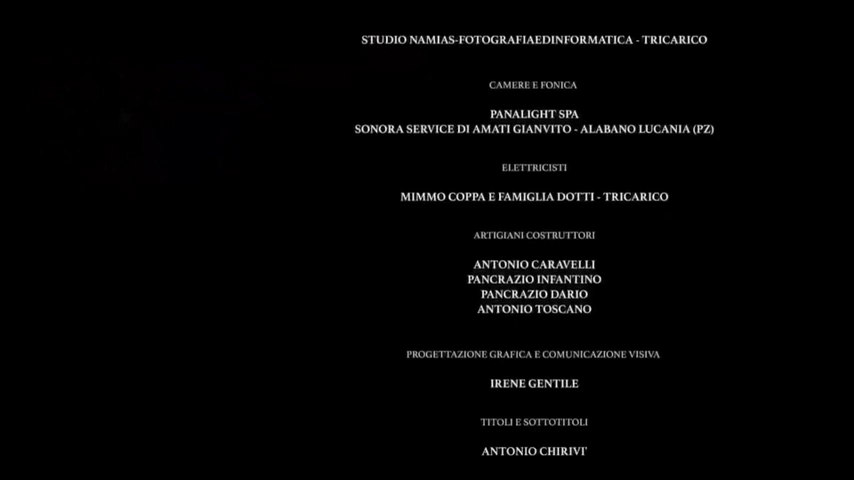 STUDIO NAMIAS-FOTOGRAFIAEDINFORMATICA - TRICARICO
CAMERE E FONICA
PANALIGHT SPA
SONORA SERVICE DI AMATI GIANVITO - ALABANO LUCANIA (PZ)
ELETTRICISTI
MIMMO COPPA E FAMIGLIA DOTTI - TRICARICO
ARTIGIANI COSTRUTTORI
ANTONIO CARAVELLI
PANCRAZIO INFANTINO
PANCRAZIO DARIO
ANTONIO TOSCANO
PROGETTAZIONE GRAFICA E COMUNICAZIONE VISIVA
IRENE GENTILE
TITOLI E SOTTOTITOLI
ANTONIO CHIRIVI'